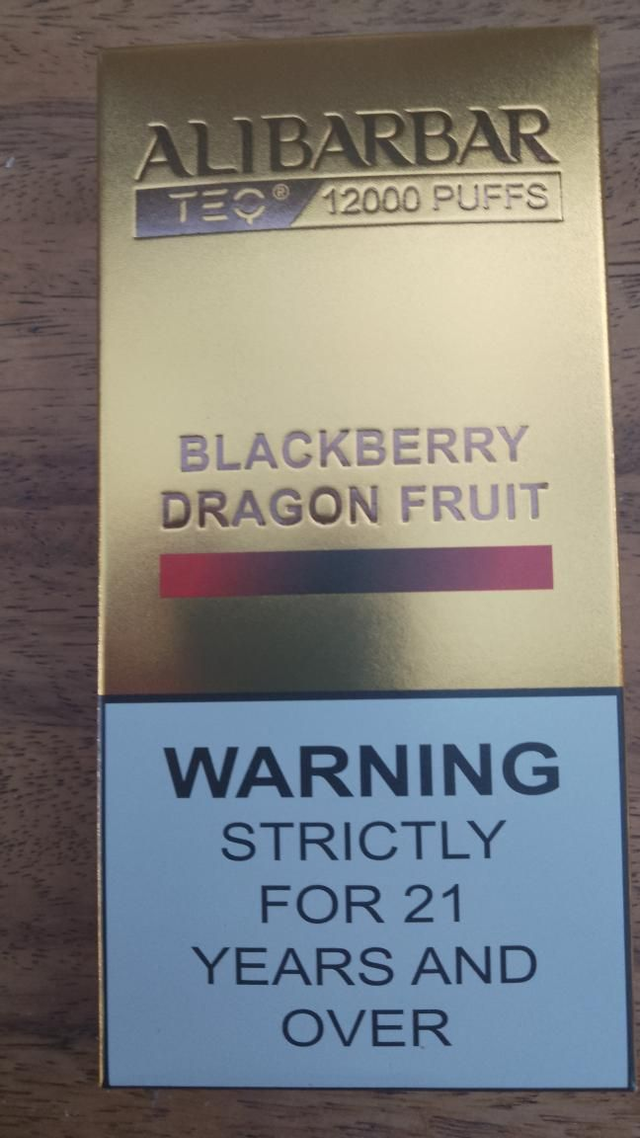 ALIBARBAR
TEQ® 12000 PUFFS
BLACKBERRY
DRAGON FRUIT
WARNING
STRICTLY
FOR 21
YEARS AND
OVER